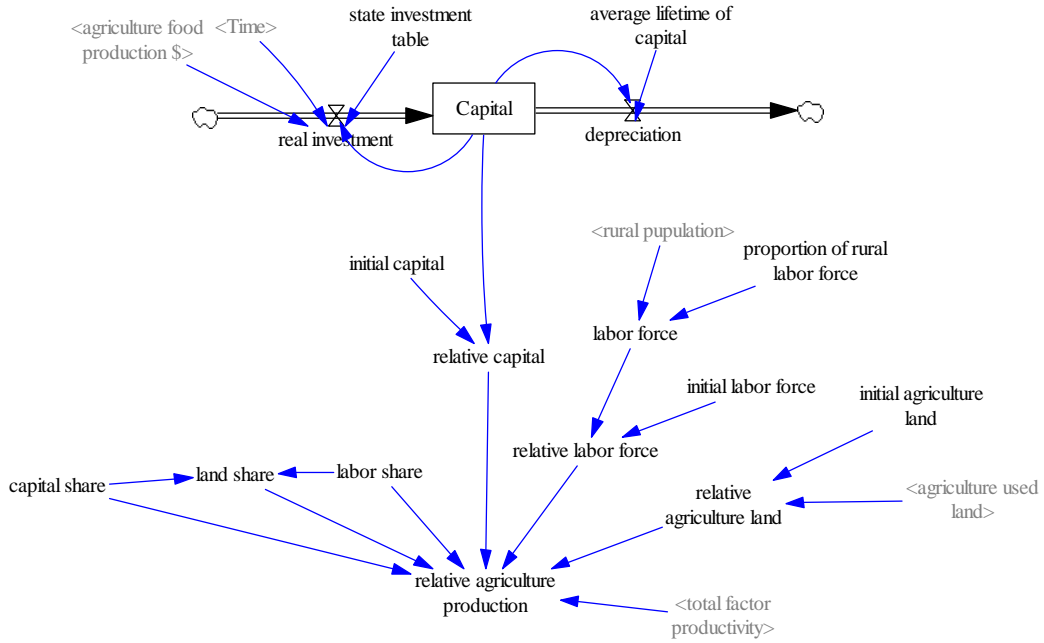 <agriculture food
production $>
<Time>
state investment
table
average lifetime of
capital
Capital
real investment
depreciation
<rural pupulation>
proportion of rural
labor force
initial capital
labor force
relative capital
initial labor force
initial agriculture
land
relative labor force
capital share
land share
labor share
relative
agriculture land
<agriculture used
land>
relative agriculture
production
<total factor
productivity>